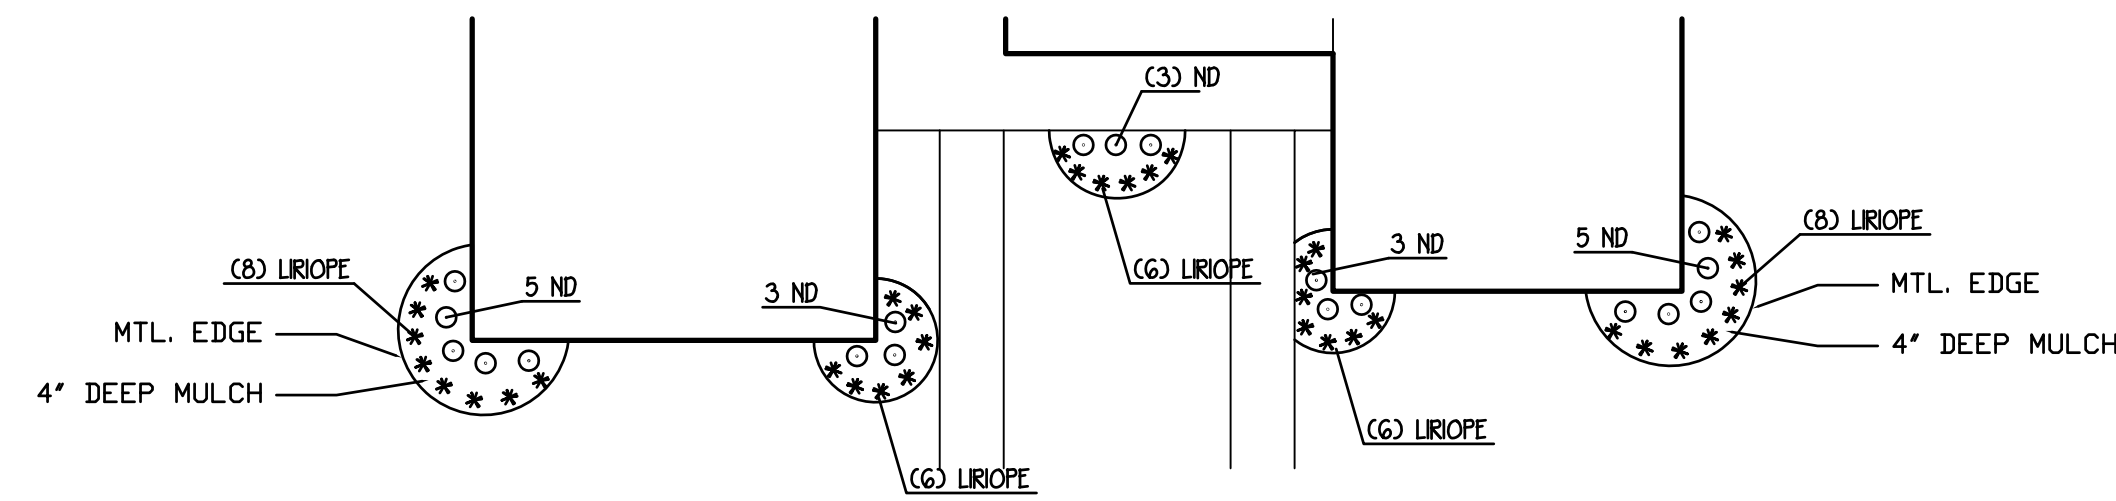 (3) ND
(6) LIRIOPE
(8) LIRIOPE
5 ND
MTL. EDGE
4" DEEP MULCH
3 ND
(6) LIRIOPE
3 ND
(6) LIRIOPE
5 ND
(8) LIRIOPE
MTL. EDGE
4" DEEP MULCH